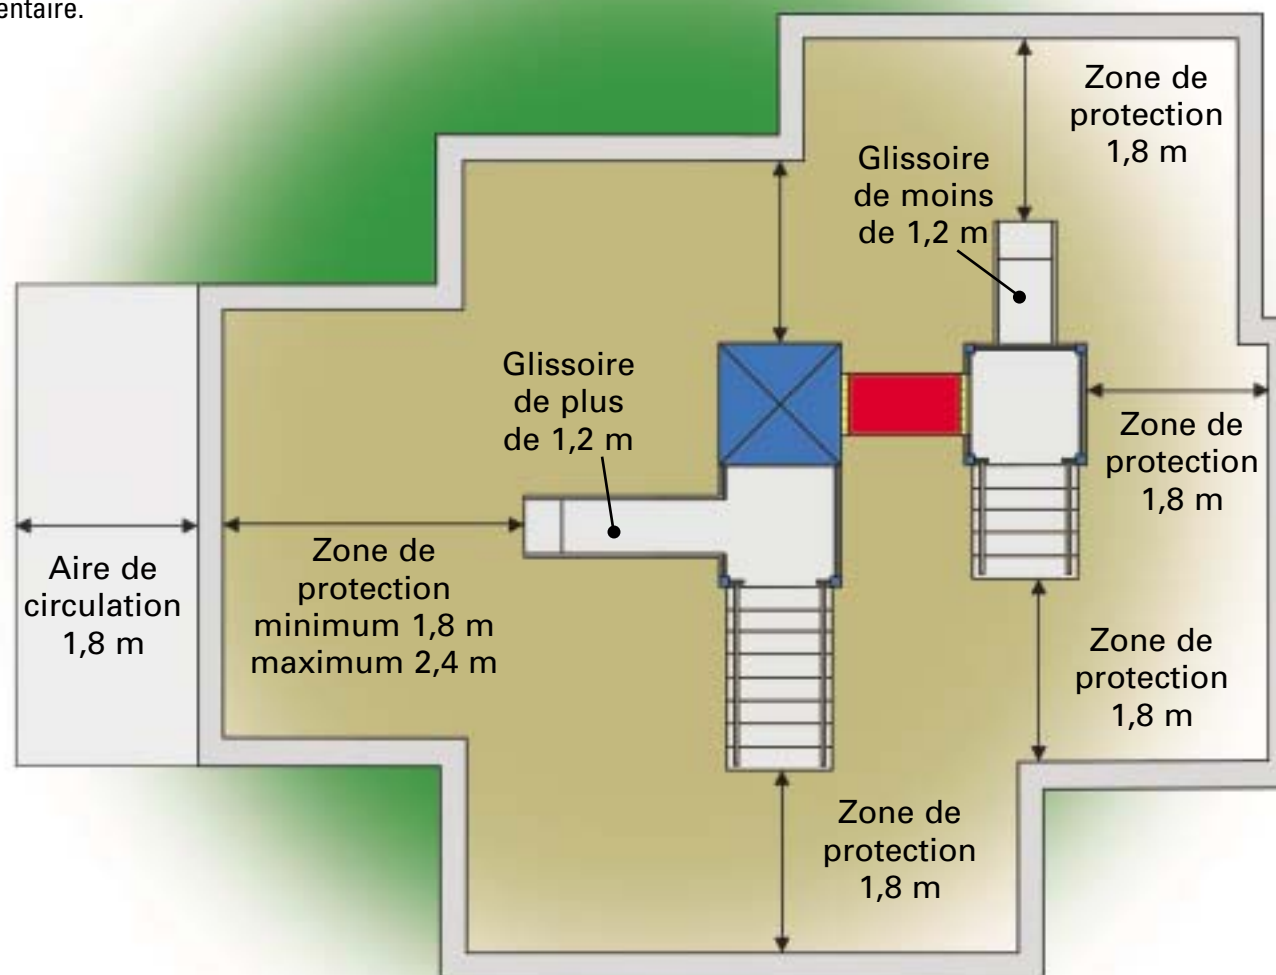 entaire.
Zone de
protection
1,8 m
Glissoire
de moins
de 1,2 m
Glissoire
de plus
de 1,2 m
Zone de
protection
1,8 m
Aire de
circulation
1,8 m
Zone de
protection
minimum 1,8 m
maximum 2,4 m
Zone de
protection
1,8 m
Zone de
protection
1,8 m